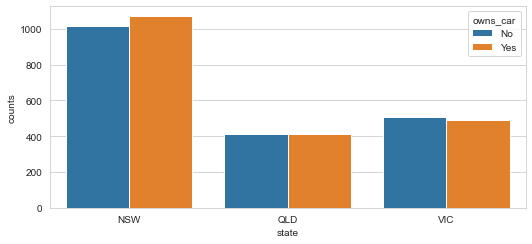 owns_car
No
Yes
1000
800
600
400
200
0
counts
NSW QLD VIC
state